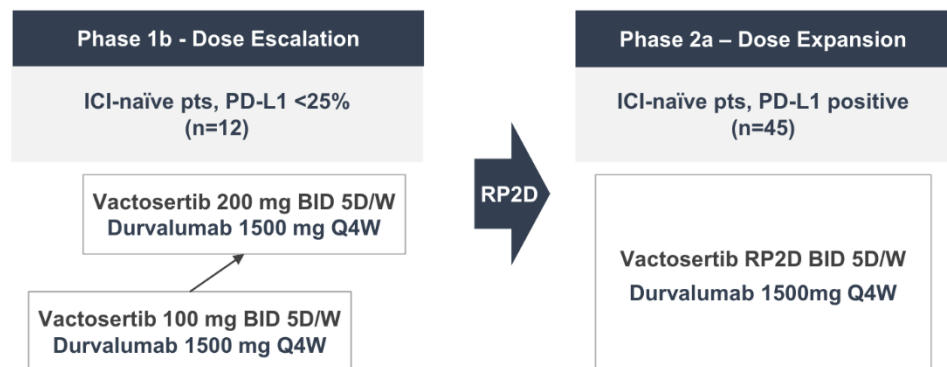 Phase 1b - Dose Escalation
ICI-naïve pts, PD-L1 <25%
(n=12)
Vactosertib 200 mg BID 5D/W
Durvalumab 1500 mg Q4W
Vactosertib 100 mg BID 5D/W
Durvalumab 1500 mg Q4W
RP2D
Phase 2a – Dose Expansion
ICI-naïve pts, PD-L1 positive
(n=45)
Vactosertib RP2D BID 5D/W
Durvalumab 1500mg Q4W